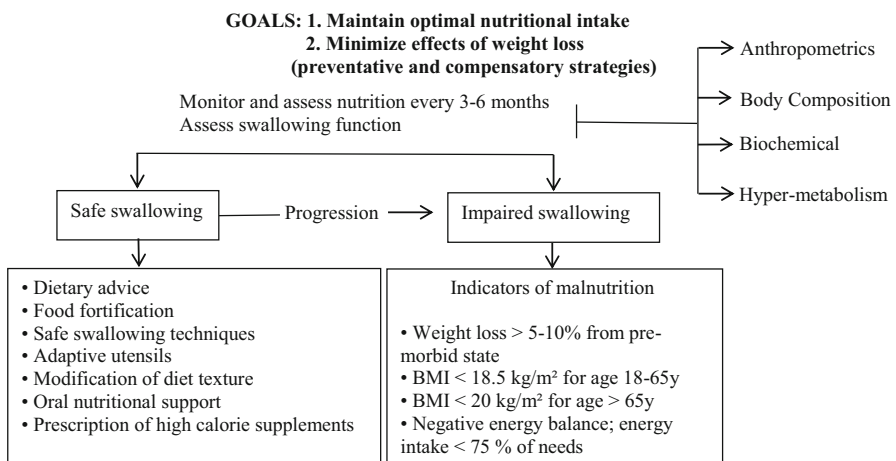 GOALS: 1. Maintain optimal nutritional intake
2. Minimize effects of weight loss
(preventative and compensatory strategies)
Monitor and assess nutrition every 3-6 months
Assess swallowing function
Anthropometrics
Body Composition
Biochemical
Hyper-metabolism
Safe swallowing
Progression
Impaired swallowing
• Dietary advice
• Food fortification
• Safe swallowing techniques
• Adaptive utensils
• Modification of diet texture
• Oral nutritional support
• Prescription of high calorie supplements
Indicators of malnutrition
• Weight loss > 5-10% from pre-
morbid state
• BMI < 18.5 kg/m² for age 18-65y
• BMI < 20 kg/m² for age > 65y
• Negative energy balance; energy
intake < 75 % of needs